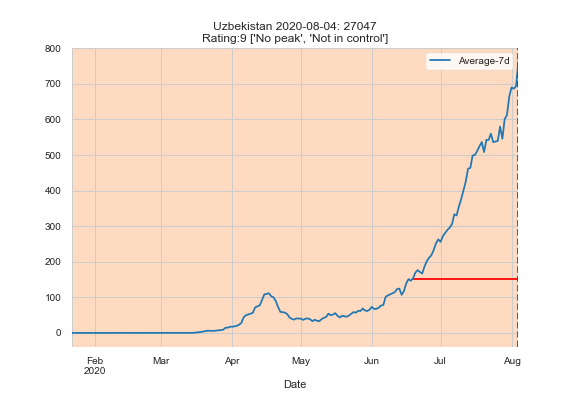 Uzbekistan 2020-08-04: 27047
Rating:9 ['No peak', 'Not in control']
Average-7d
800
700
600
500
400
300
200
100
0
Feb
2020
Mar
Apr
May
Jun
Jul
Aug
Date